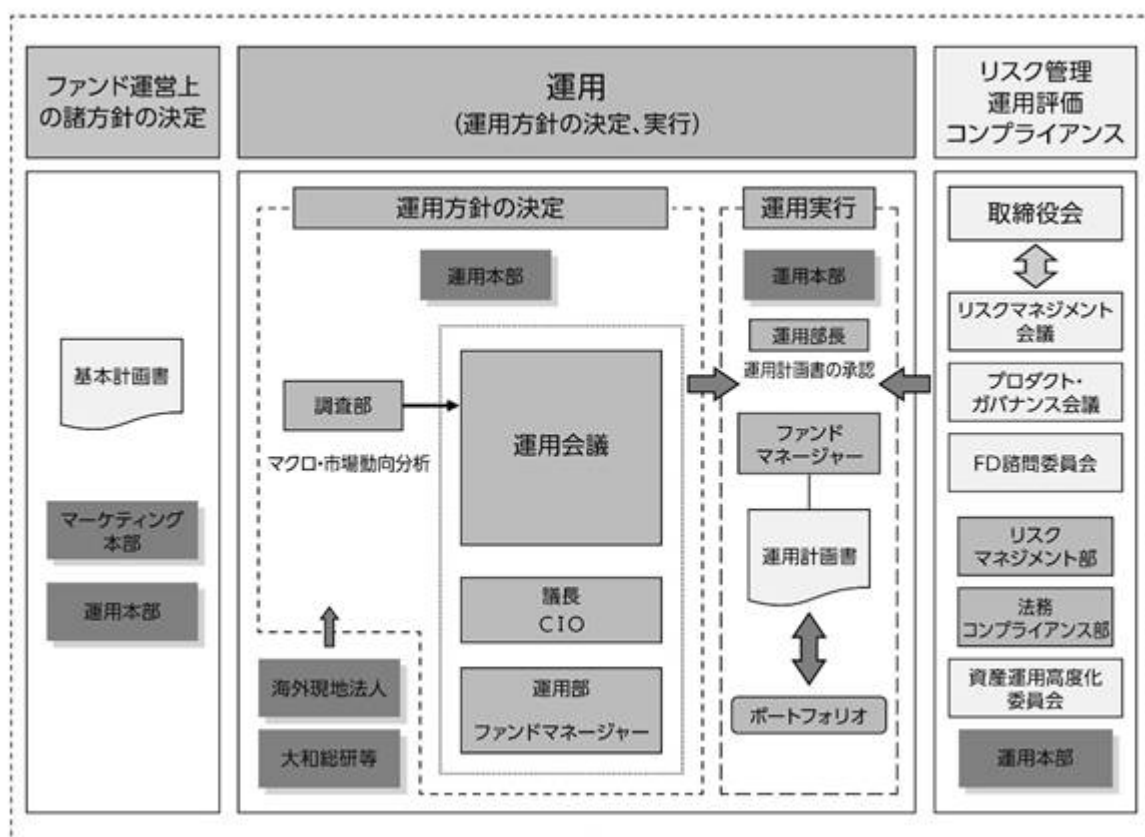 ファンド運営上
の諸方針の決定
運用
(運用方針の決定、実行)
リスク管理
運用評価
コンプライアンス
基本計画書
マーケティング
本部
運用本部
運用方針の決定
運用本部
調査部
マクロ・市場動向分析
運用会議
議長
CIO
運用部
ファンドマネージャー
海外現地法人
大和総研等
運用実行
運用本部
運用部長
運用計画書の承認
ファンド
マネージャー
運用計画書
ポートフォリオ
取締役会
リスクマネジメント
会議
プロダクト・
ガバナンス会議
FD諮問委員会
リスク
マネジメント部
法務
コンプライアンス部
資産運用高度化
委員会
運用本部